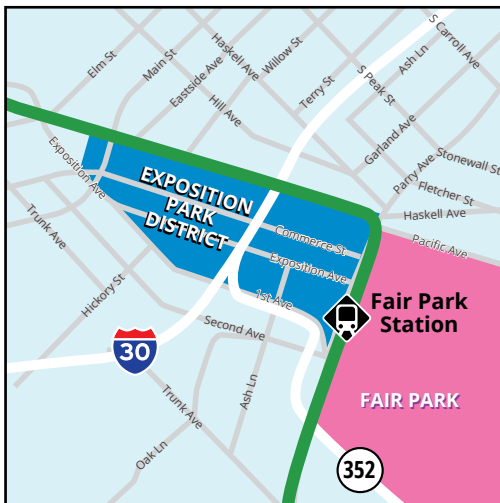 Elm St
Main St
Haskell Ave
Eastside Ave
Willow St
Hill Ave
Terry St
S Peak St
Ash Ln
S Carroll Ave
Garland Ave
Parry Ave
Stonewall St
Fletcher St
Haskell Ave
Pacific Ave
Exposition Ave
EXPOSITION
PARK
DISTRICT
Commerce St
Exposition Ave
1st Ave
Trunk Ave
Hickory St
Second Ave
Fair Park
Station
30
FAIR PARK
Trunk Ave
Ash Ln
Oak Ln
352